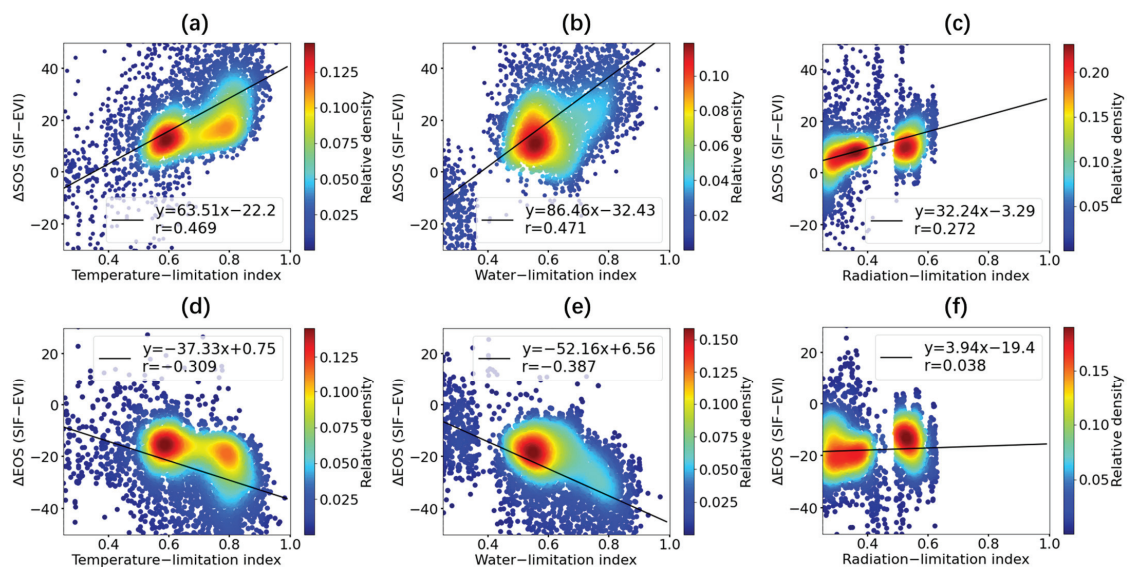 (a)
ΔSOS (SIF−EVI)
40
20
0
−20
y=63.51x−22.2
r=0.469
0.4
0.6
0.8
1.0
Temperature−limitation index
0.125
0.100
0.075
0.050
0.025
Relative density
(b)
ΔSOS (SIF−EVI)
40
20
0
−20
y=86.46x−32.43
r=0.471
0.4
0.6
0.8
1.0
Water−limitation index
0.10
0.08
0.06
0.04
0.02
Relative density
(c)
ΔSOS (SIF−EVI)
40
20
0
−20
y=32.24x−3.29
r=0.272
0.4
0.6
0.8
1.0
Radiation−limitation index
0.20
0.15
0.10
0.05
Relative density
(d)
ΔEOS (SIF−EVI)
20
0
−20
−40
y=−37.33x+0.75
r=−0.309
0.4
0.6
0.8
1.0
Temperature−limitation index
0.125
0.100
0.075
0.050
0.025
Relative density
(e)
ΔEOS (SIF−EVI)
20
0
−20
−40
y=−52.16x+6.56
r=−0.387
0.4
0.6
0.8
1.0
Water−limitation index
0.150
0.125
0.100
0.075
0.050
0.025
Relative density
(f)
ΔEOS (SIF−EVI)
20
0
−20
−40
y=3.94x−19.4
r=0.038
0.4
0.6
0.8
1.0
Radiation−limitation index
0.15
0.10
0.05
Relative density